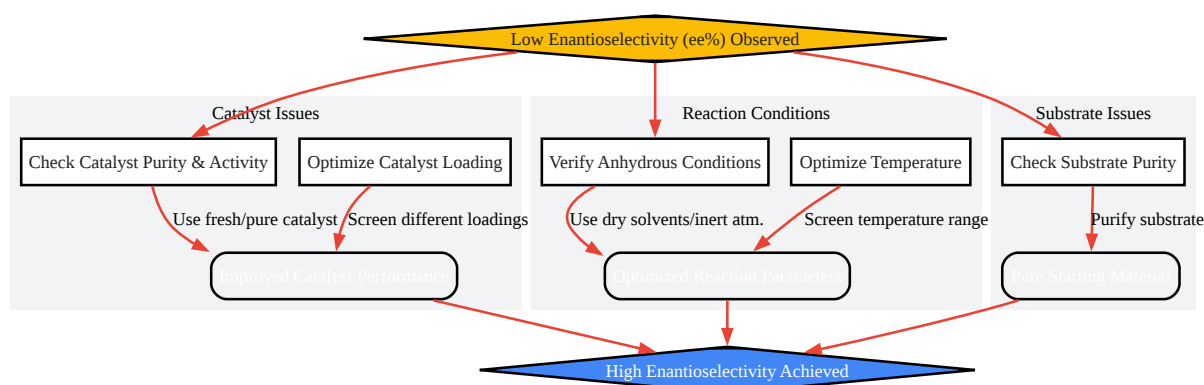 Low Enantioselectivity (ee%) Observed
Catalyst Issues
Reaction Conditions
Substrate Issues
Check Catalyst Purity & Activity
Optimize Catalyst Loading
Verify Anhydrous Conditions
Optimize Temperature
Check Substrate Purity
Use fresh/pure catalyst
Screen different loadings
Use dry solvents/inert atm.
Screen temperature range
Purify substrate
Improved Catalyst Performance
Optimized Reaction Parameters
Pure Starting Material
High Enantioselectivity Achieved